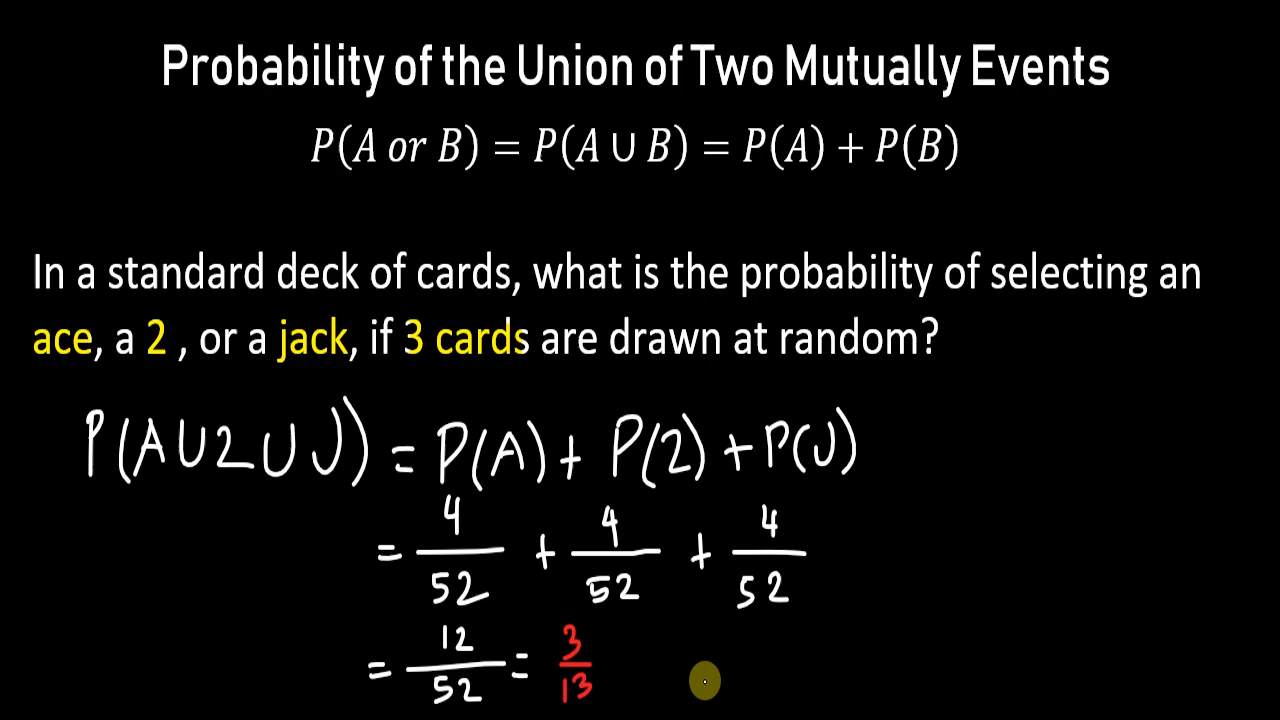 Probability of the Union of Two Mutually Events
P(A or B) = P(A ∪ B) = P(A) + P(B)
In a standard deck of cards, what is the probability of selecting an
ace, a 2 , or a jack, if 3 cards are drawn at random?
P(A∪2∪J) = P(A) + P(2) + P(J)
= 4/52 + 4/52 + 4/52
= 12/52 = 3/13